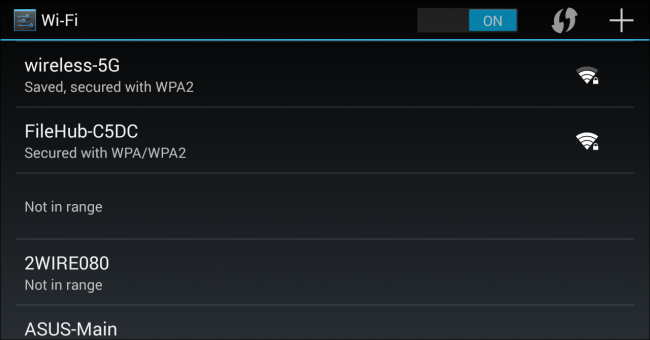 Wi-Fi
ON
wireless-5G
Saved, secured with WPA2
FileHub-C5DC
Secured with WPA/WPA2
Not in range
2WIRE080
Not in range
ASUS-Main